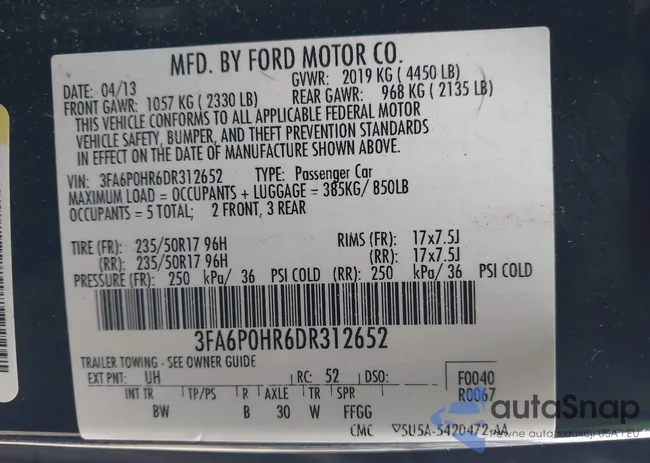 MFD. BY FORD MOTOR CO.
DATE: 04/13 GVWR: 2019 KG ( 4450 LB)
FRONT GAWR: 1057 KG ( 2330 LB) REAR GAWR: 968 KG ( 2135 LB)
THIS VEHICLE CONFORMS TO ALL APPLICABLE FEDERAL MOTOR
VEHICLE SAFETY, BUMPER, AND THEFT PREVENTION STANDARDS
IN EFFECT ON THE DATE OF MANUFACTURE SHOWN ABOVE.
VIN: 3FA6P0HR6DR312652 TYPE: Passenger Car
MAXIMUM LOAD = OCCUPANTS + LUGGAGE = 385KG/ 850LB
OCCUPANTS = 5 TOTAL; 2 FRONT, 3 REAR
TIRE (FR): 235/50R17 96H RIMS (FR): 17x7.5J
(RR): 235/50R17 96H (RR): 17x7.5J
PRESSURE (FR): 250 kPa/ 36 PSI COLD (RR): 250 kPa/ 36 PSI COLD
3FA6P0HR6DR312652
TRAILER TOWING - SEE OWNER GUIDE
EXT PNT: UH RC: 52 DSO: F0040
INT TR TP/PS R AXLE TR SPR R0067
BW B 30 W FFGG
CMC 5U5A-5420472-AA
autoSnap
Pewne auta z aukcji USA i EU